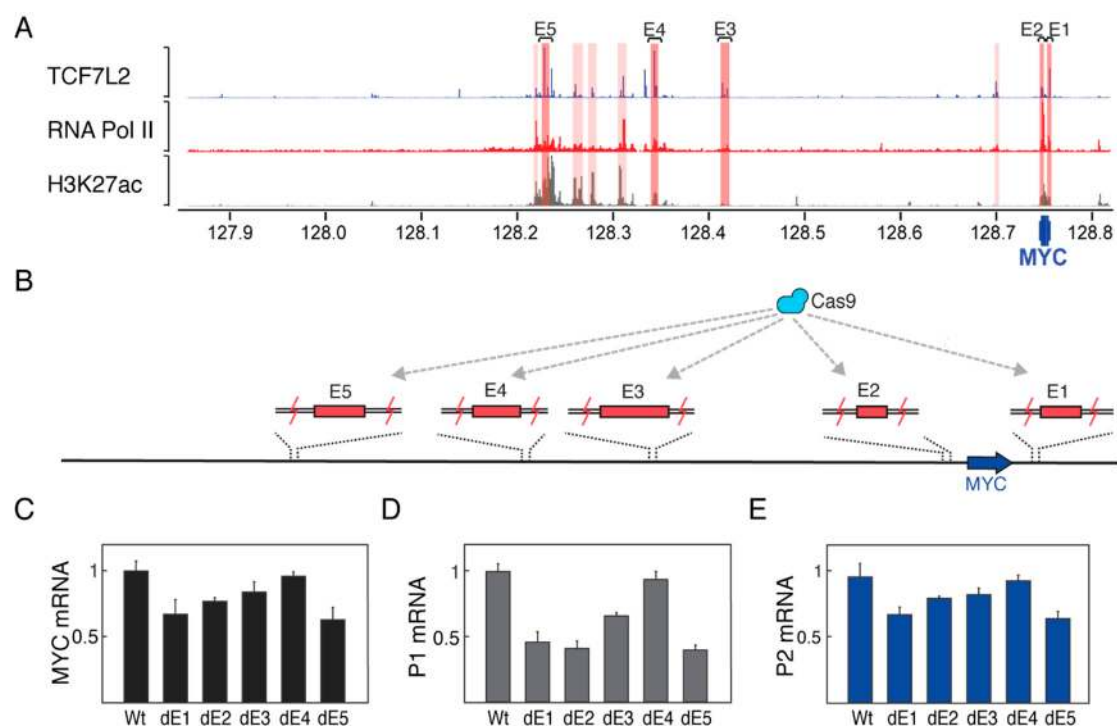 A
E5 E4 E3 E2 E1
TCF7L2
RNA Pol II
H3K27ac
127.9 128.0 128.1 128.2 128.3 128.4 128.5 128.6 128.7 128.8
MYC
B
Cas9
E5 E4 E3 E2 E1
MYC
C D E
MYC mRNA
1
0.5
Wt dE1 dE2 dE3 dE4 dE5
P1 mRNA
1
0.5
Wt dE1 dE2 dE3 dE4 dE5
P2 mRNA
1
0.5
Wt dE1 dE2 dE3 dE4 dE5